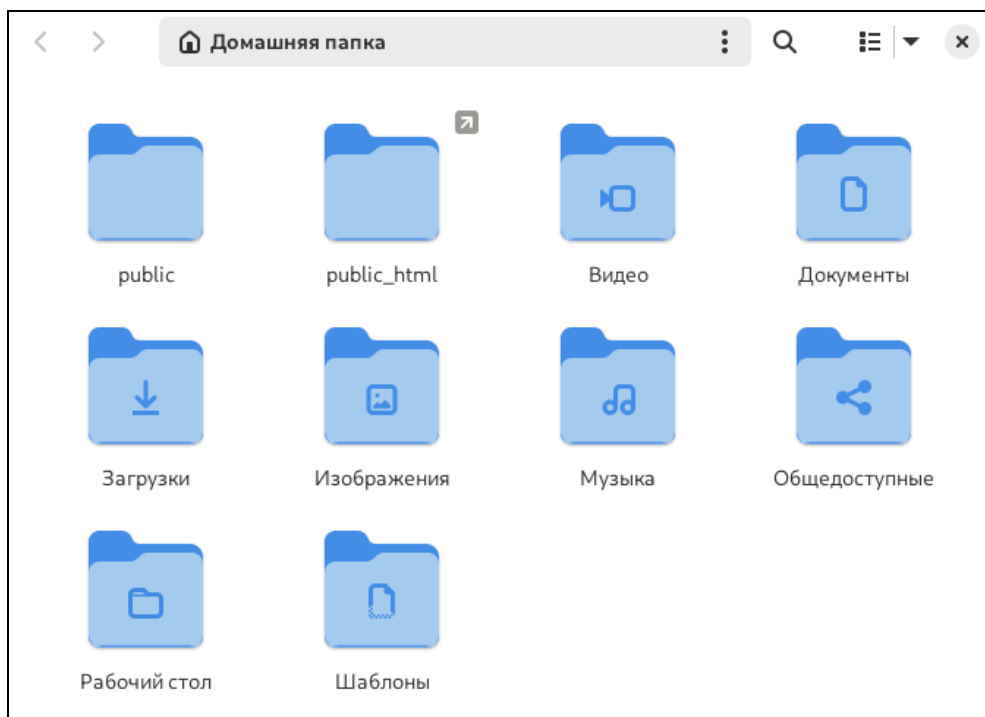 Домашняя папка
public public_html Видео Документы
Загрузки Изображения Музыка Общедоступные
Рабочий стол Шаблоны